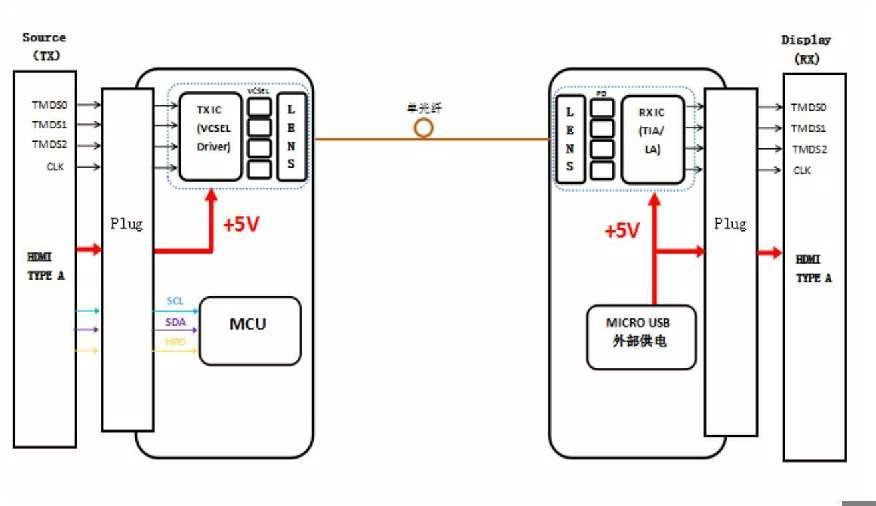 Source
(TX)
Display
(RX)
TMDS0
TMDS1
TMDS2
CLK
HDMI
TYPE A
Plug
TX IC
(VCSEL
Driver)
VCSEL
L
E
N
S
+5V
SCL
SDA
HPD
MCU
单光纤
L
E
N
S
PD
RX IC
(TIA/
LA)
+5V
MICRO USB
外部供电
Plug
TMDS0
TMDS1
TMDS2
CLK
HDMI
TYPE A